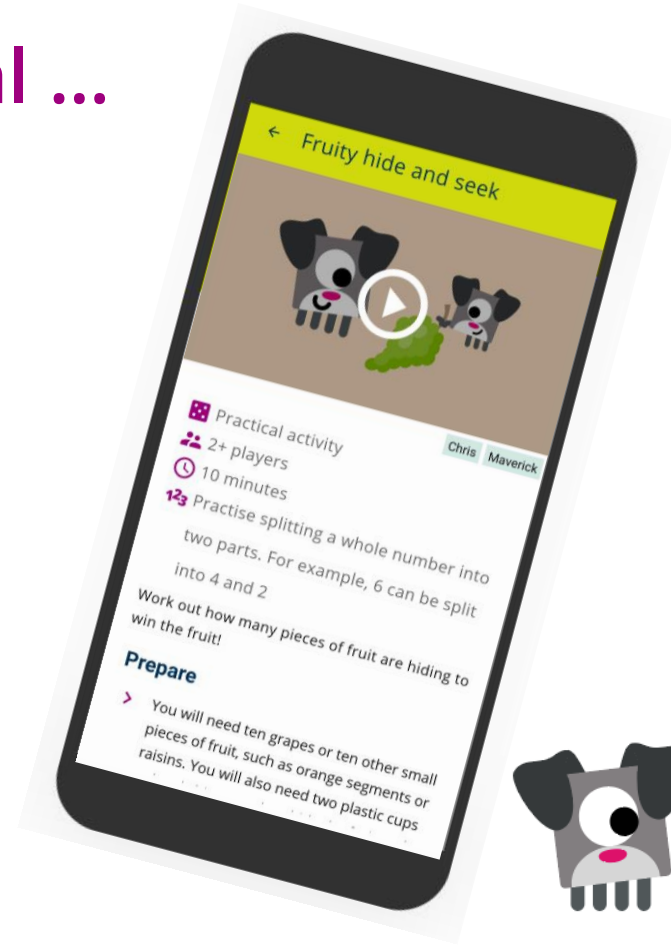 l ...
Fruity hide and seek
Practical activity
Chris Maverick
2+ players
10 minutes
123 Practise splitting a whole number into
two parts. For example, 6 can be split
into 4 and 2
Work out how many pieces of fruit are hiding to
win the fruit!
Prepare
You will need ten grapes or ten other small
pieces of fruit, such as orange segments or
raisins. You will also need two plastic cups